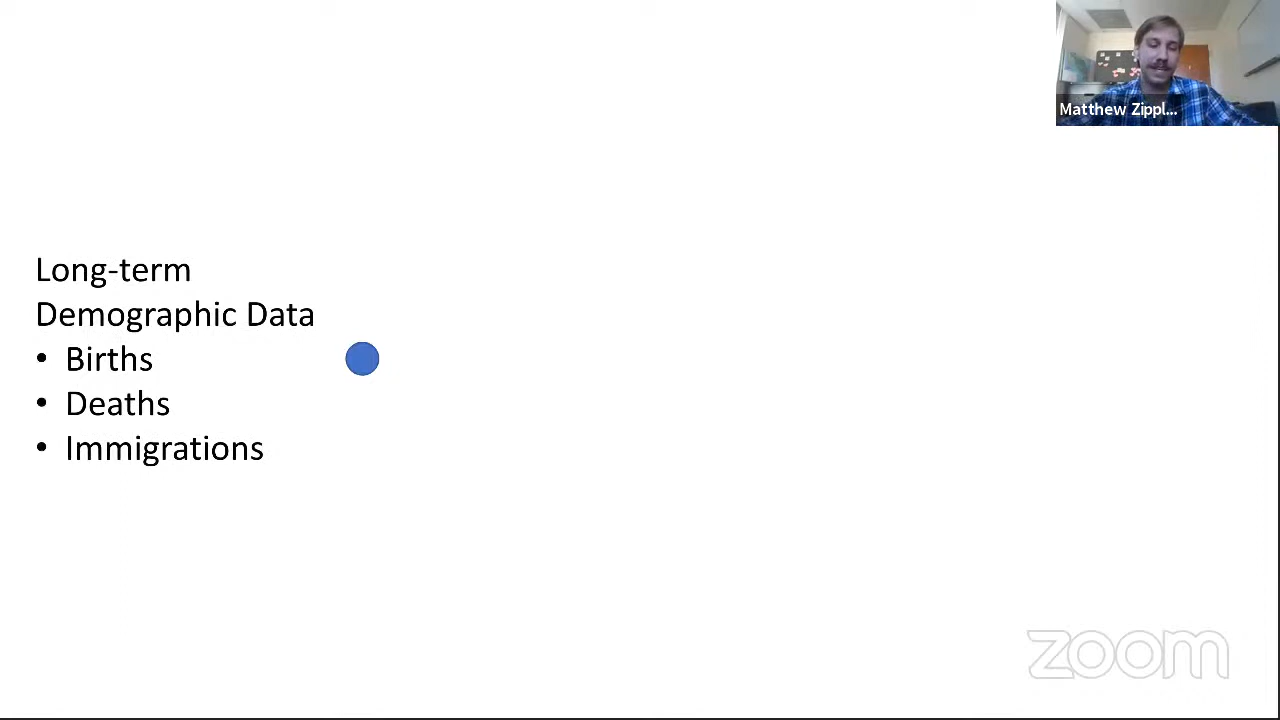 Matthew Zippl...
Long-term
Demographic Data
• Births
• Deaths
• Immigrations
zoom